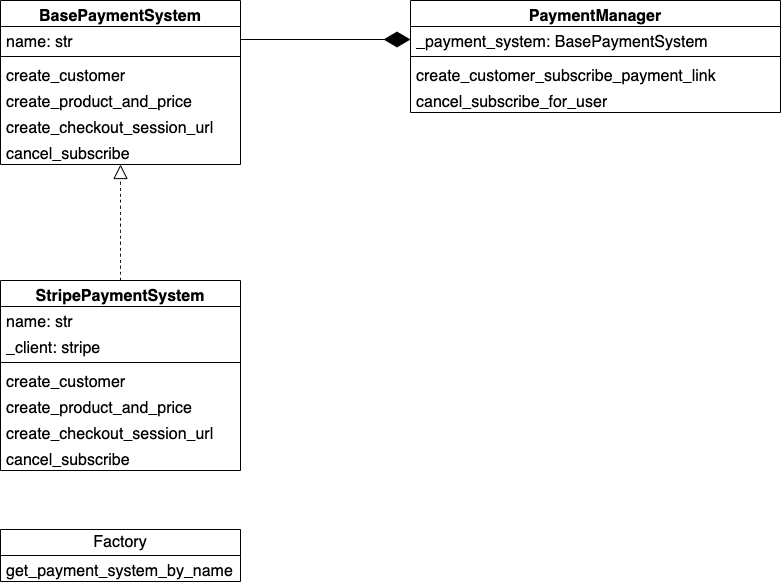 BasePaymentSystem
name: str
create_customer
create_product_and_price
create_checkout_session_url
cancel_subscribe
PaymentManager
_payment_system: BasePaymentSystem
create_customer_subscribe_payment_link
cancel_subscribe_for_user
StripePaymentSystem
name: str
_client: stripe
create_customer
create_product_and_price
create_checkout_session_url
cancel_subscribe
Factory
get_payment_system_by_name